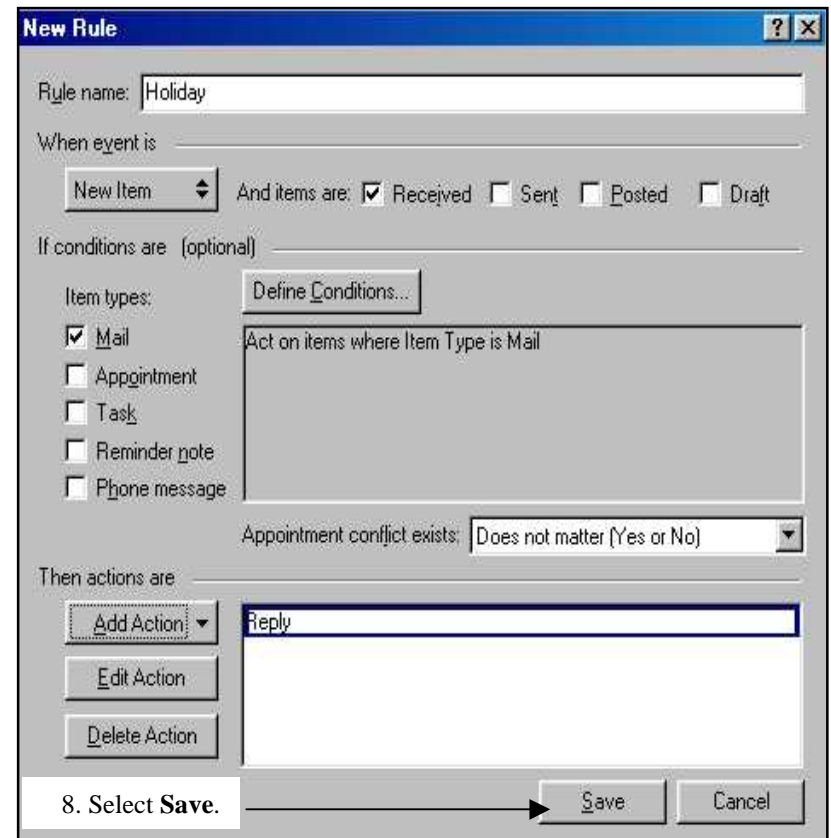 New Rule
Rule name: Holiday
When event is
New Item And items are: Received Sent Posted Draft
If conditions are (optional)
Item types: Define Conditions...
Mail
Act on items where Item Type is Mail
Appointment
Task
Reminder note
Phone message
Appointment conflict exists: Does not matter (Yes or No)
Then actions are
Add Action Reply
Edit Action
Delete Action
8. Select Save. Save Cancel